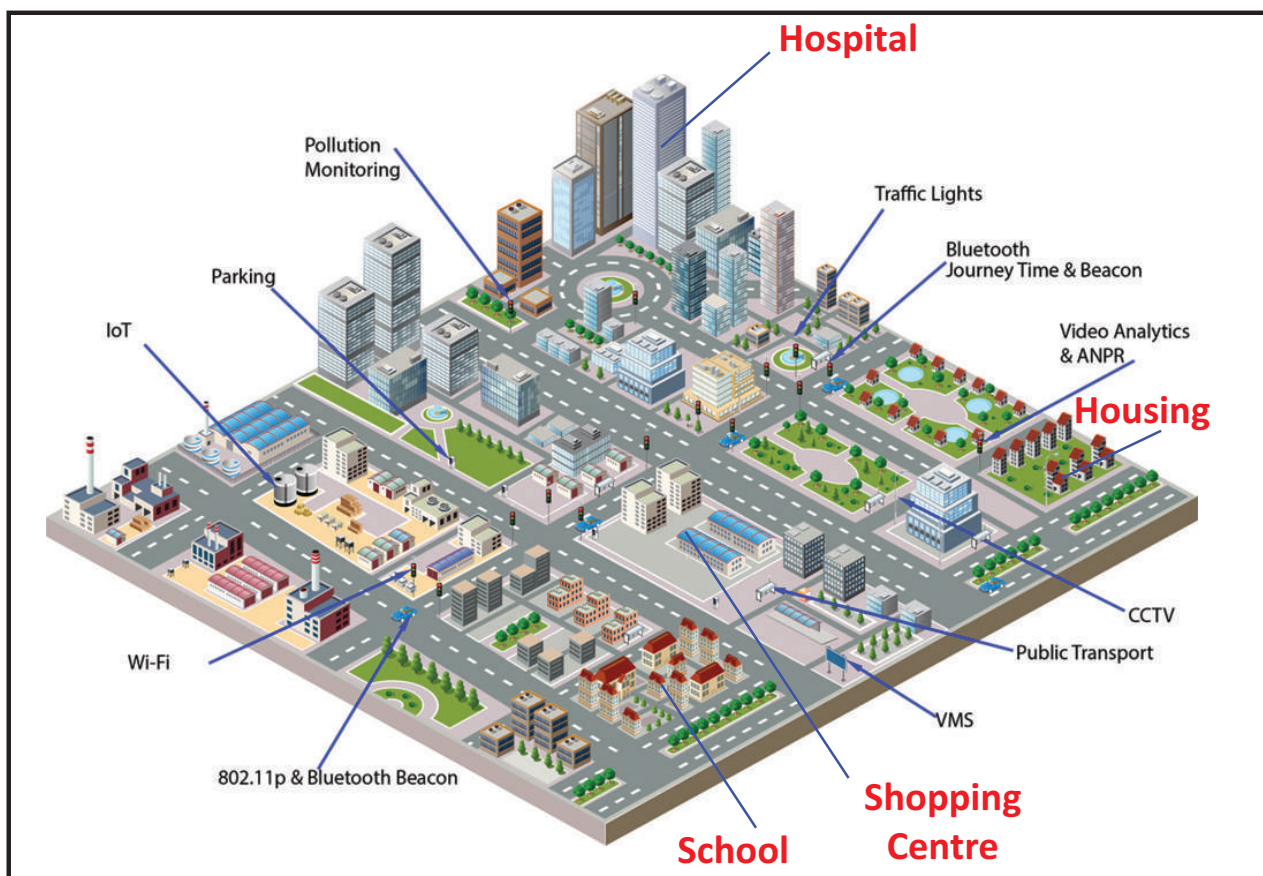 Hospital
Pollution
Monitoring
Traffic Lights
Bluetooth
Journey Time & Beacon
Parking
IoT
Video Analytics
& ANPR
Housing
CCTV
Public Transport
Wi-Fi
VMS
802.11p & Bluetooth Beacon
Shopping
Centre
School